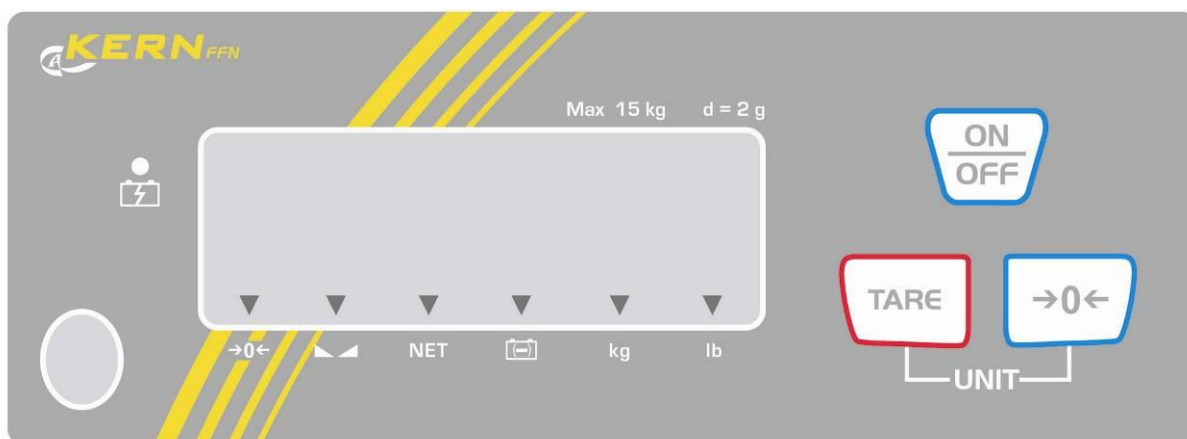 KERN FFN
Max 15 kg d = 2 g
ON
OFF
TARE →0←
→0← NET kg lb
UNIT